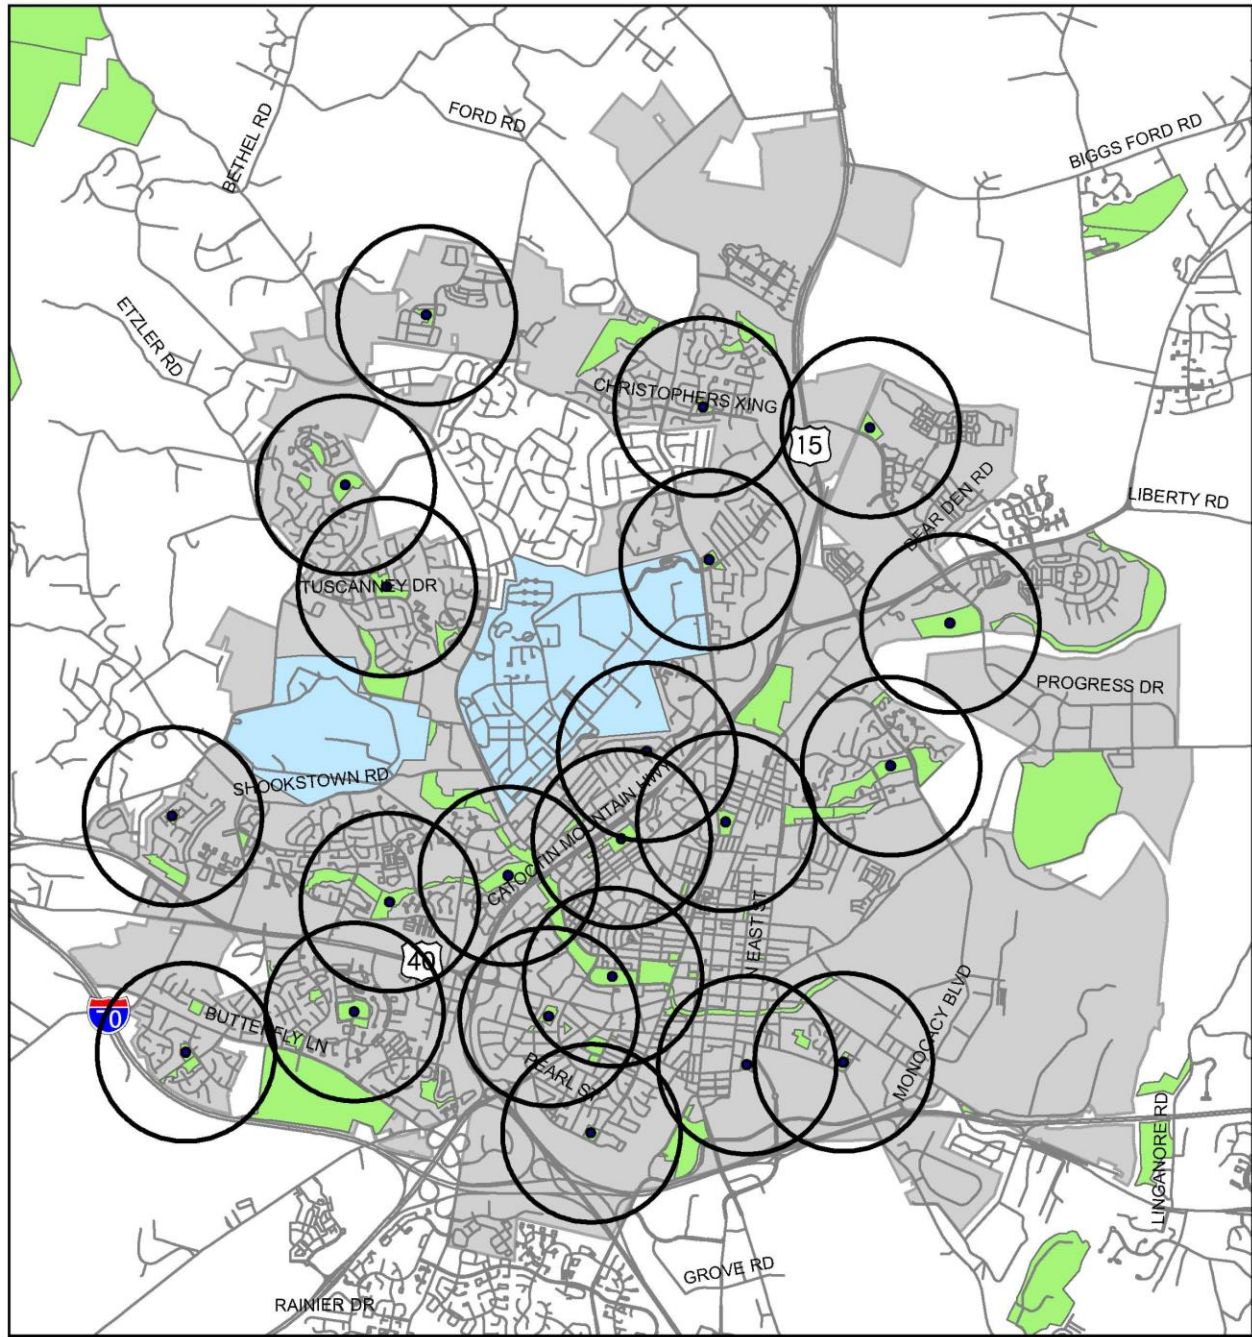 FORD RD
BETHEL RD
BIGGS FORD RD
ETZLER RD
CHRISTOPHERS XING
15
BEAR DEN RD
LIBERTY RD
TUSCANNEY DR
PROGRESS DR
SHOOKSTOWN RD
CATOCTIN MOUNTAIN HWY
N EAST ST
40
70
BUTTERFLY LN
MONOCACY BLVD
PEARL ST
LINGANORE RD
GROVE RD
RAINIER DR